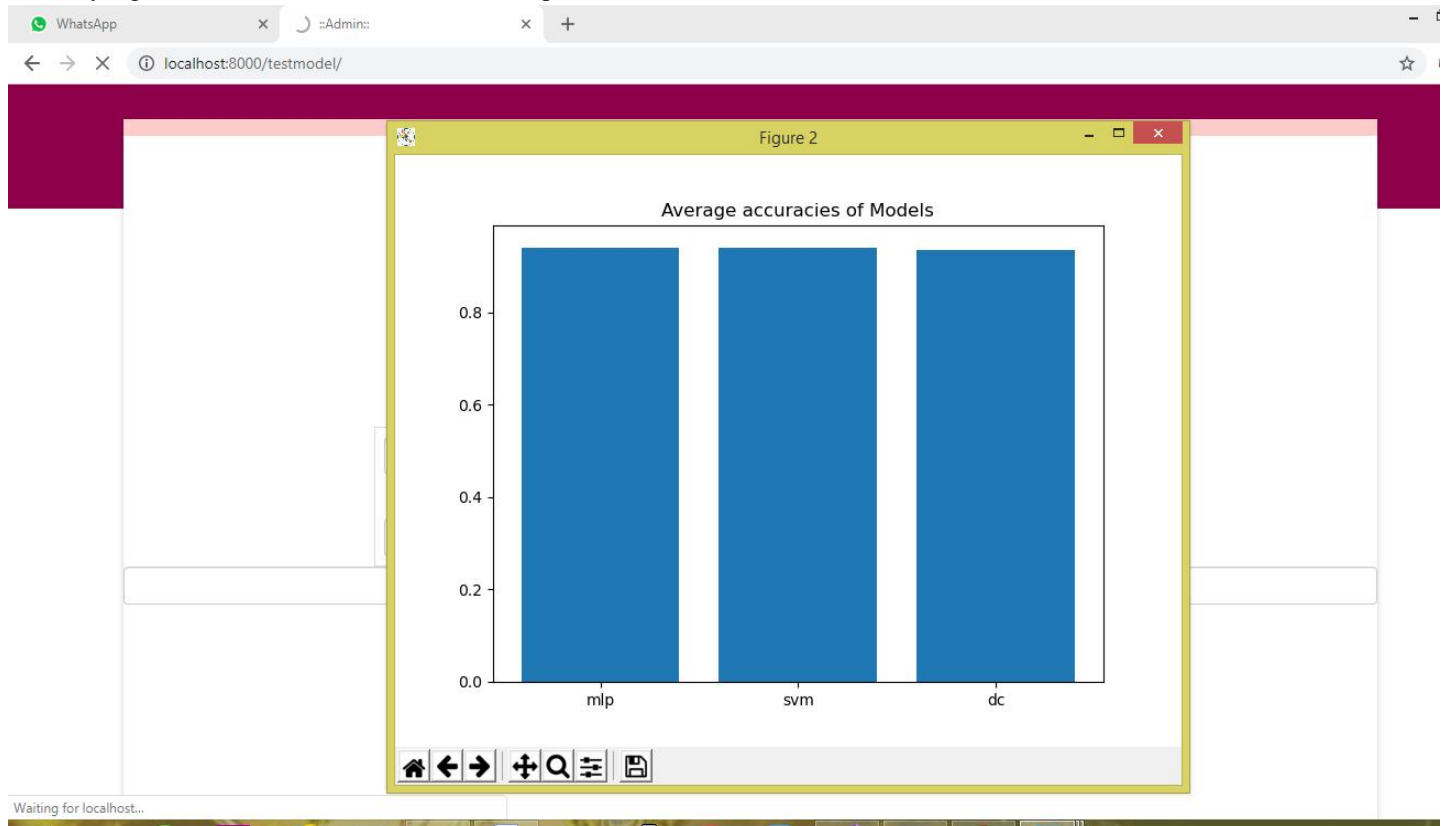 WhatsApp
::Admin::
localhost:8000/testmodel/
Figure 2
Average accuracies of Models
0.8
0.6
0.4
0.2
0.0
mlp svm dc
Waiting for localhost...